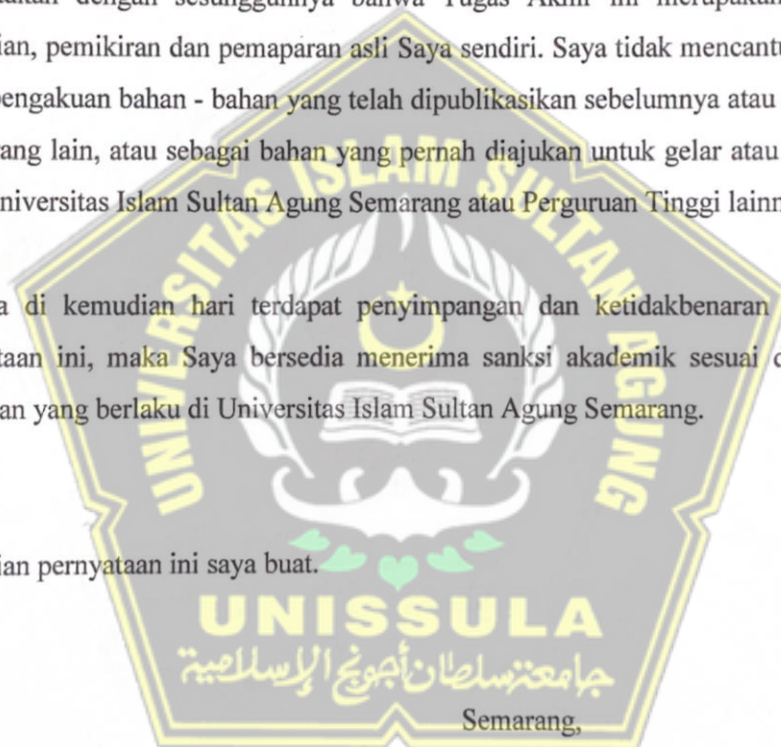 dengan sesungguhnya bahwa Tugas Akhir ini merupakan
ian, pemikiran dan pemaparan asli Saya sendiri. Saya tidak mencantu
pengakuan bahan - bahan yang telah dipublikasikan sebelumnya atau
rang lain, atau sebagai bahan yang pernah diajukan untuk gelar atau
niversitas Islam Sultan Agung Semarang atau Perguruan Tinggi lainn
a di kemudian hari terdapat penyimpangan dan ketidakbenaran
taan ini, maka Saya bersedia menerima sanksi akademik sesuai d
an yang berlaku di Universitas Islam Sultan Agung Semarang.
ian pernyataan ini saya buat.
Semarang,
UNIVERSITAS ISLAM SULTAN AGUNG
UNISSULA
جامعة سلطان أجونج الإسلامية